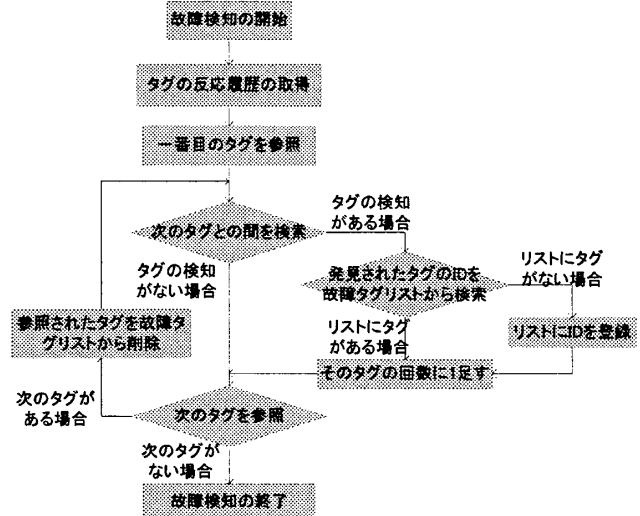 故障検知の開始
タグの反応履歴の取得
一番目のタグを参照
次のタグとの間を検索
タグの検知
がある場合
タグの検知
がない場合
発見されたタグのIDを
故障タグリストから検索
リストにタグ
がない場合
リストにタグ
がある場合
リストにIDを登録
参照されたタグを故障タ
グリストから削除
そのタグの回数に1足す
次のタグが
ある場合
次のタグを参照
次のタグが
ない場合
故障検知の終了